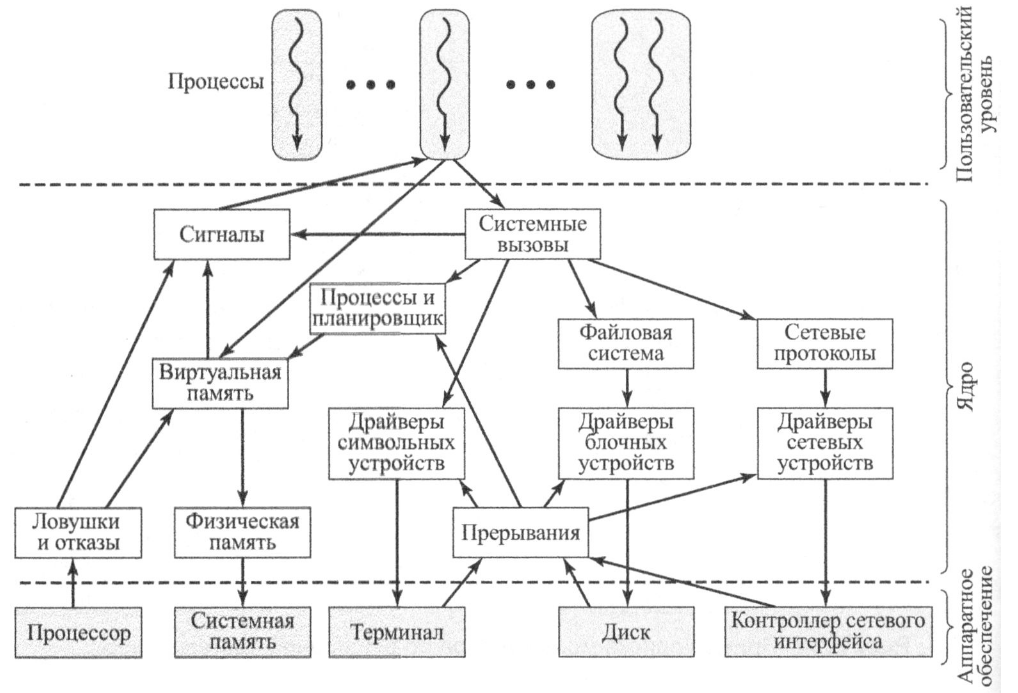 Процессы
Пользовательский
уровень
Сигналы
Системные
вызовы
Процессы и
планировщик
Файловая
система
Сетевые
протоколы
Виртуальная
память
Ядро
Драйверы
символьных
устройств
Драйверы
блочных
устройств
Драйверы
сетевых
устройств
Ловушки
и отказы
Физическая
память
Прерывания
Процессор
Системная
память
Терминал
Диск
Контроллер сетевого
интерфейса
Аппаратное
обеспечение